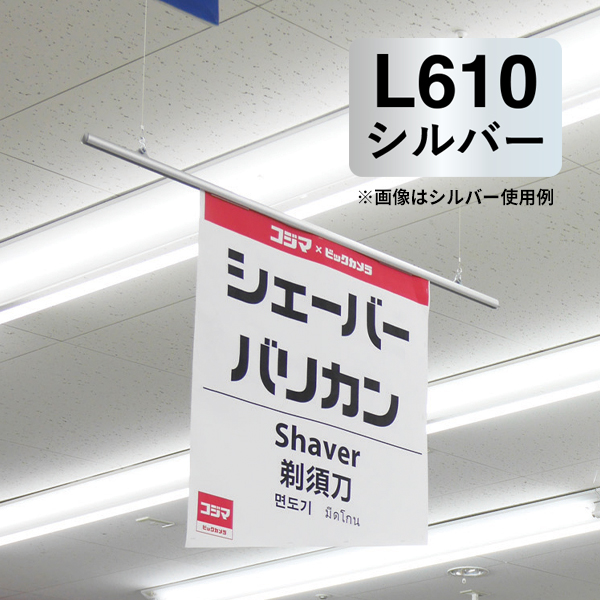 L610
シルバー
※画像はシルバー使用例
コジマ×ビックカメラ
シェーバー
バリカン
Shaver
剃須刀
면도기 มีดโกน
コジマ
ビックカメラ